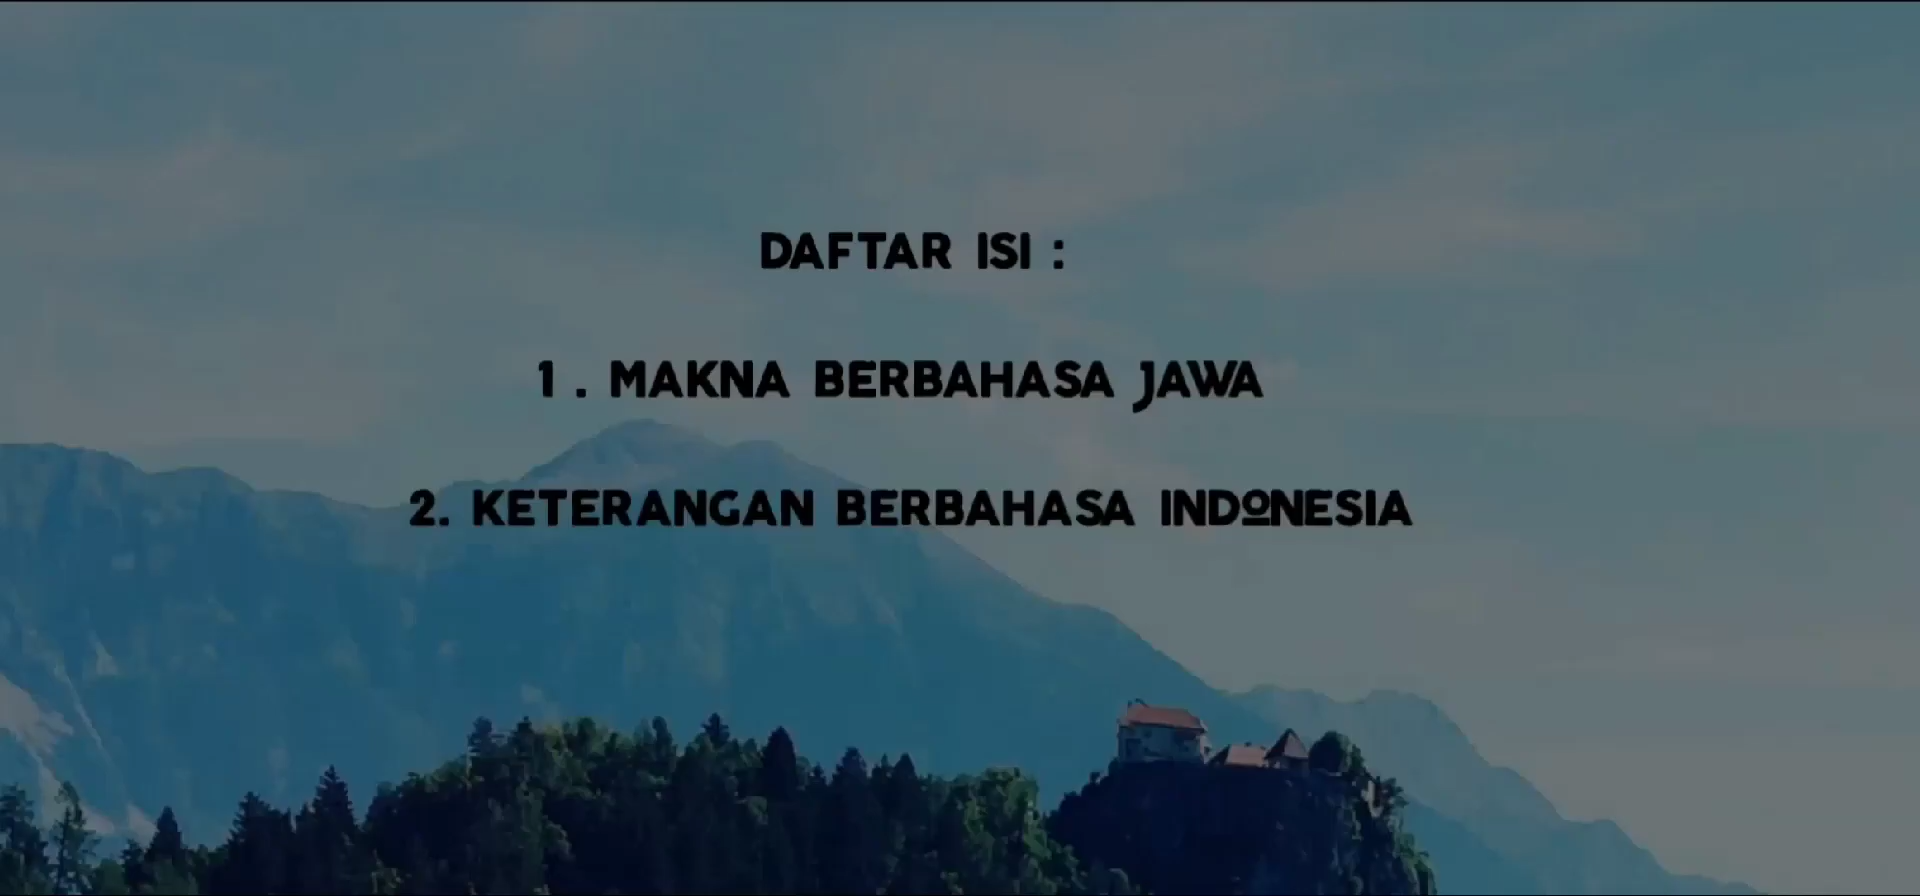 DAFTAR ISI :
1 . MAKNA BERBAHASA JAWA
2. KETERANGAN BERBAHASA INDONESIA